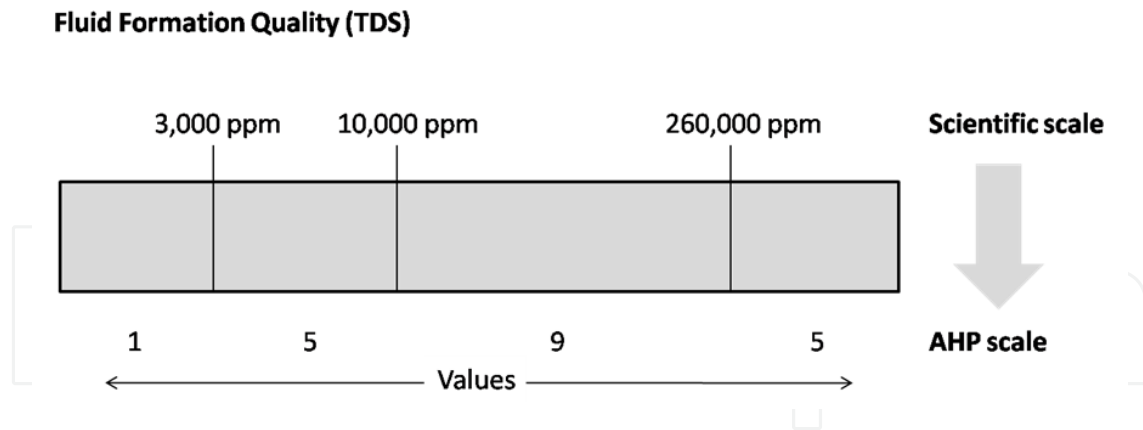 Fluid Formation Quality (TDS)
3,000 ppm 10,000 ppm 260,000 ppm Scientific scale
1 5 9 5 AHP scale
Values